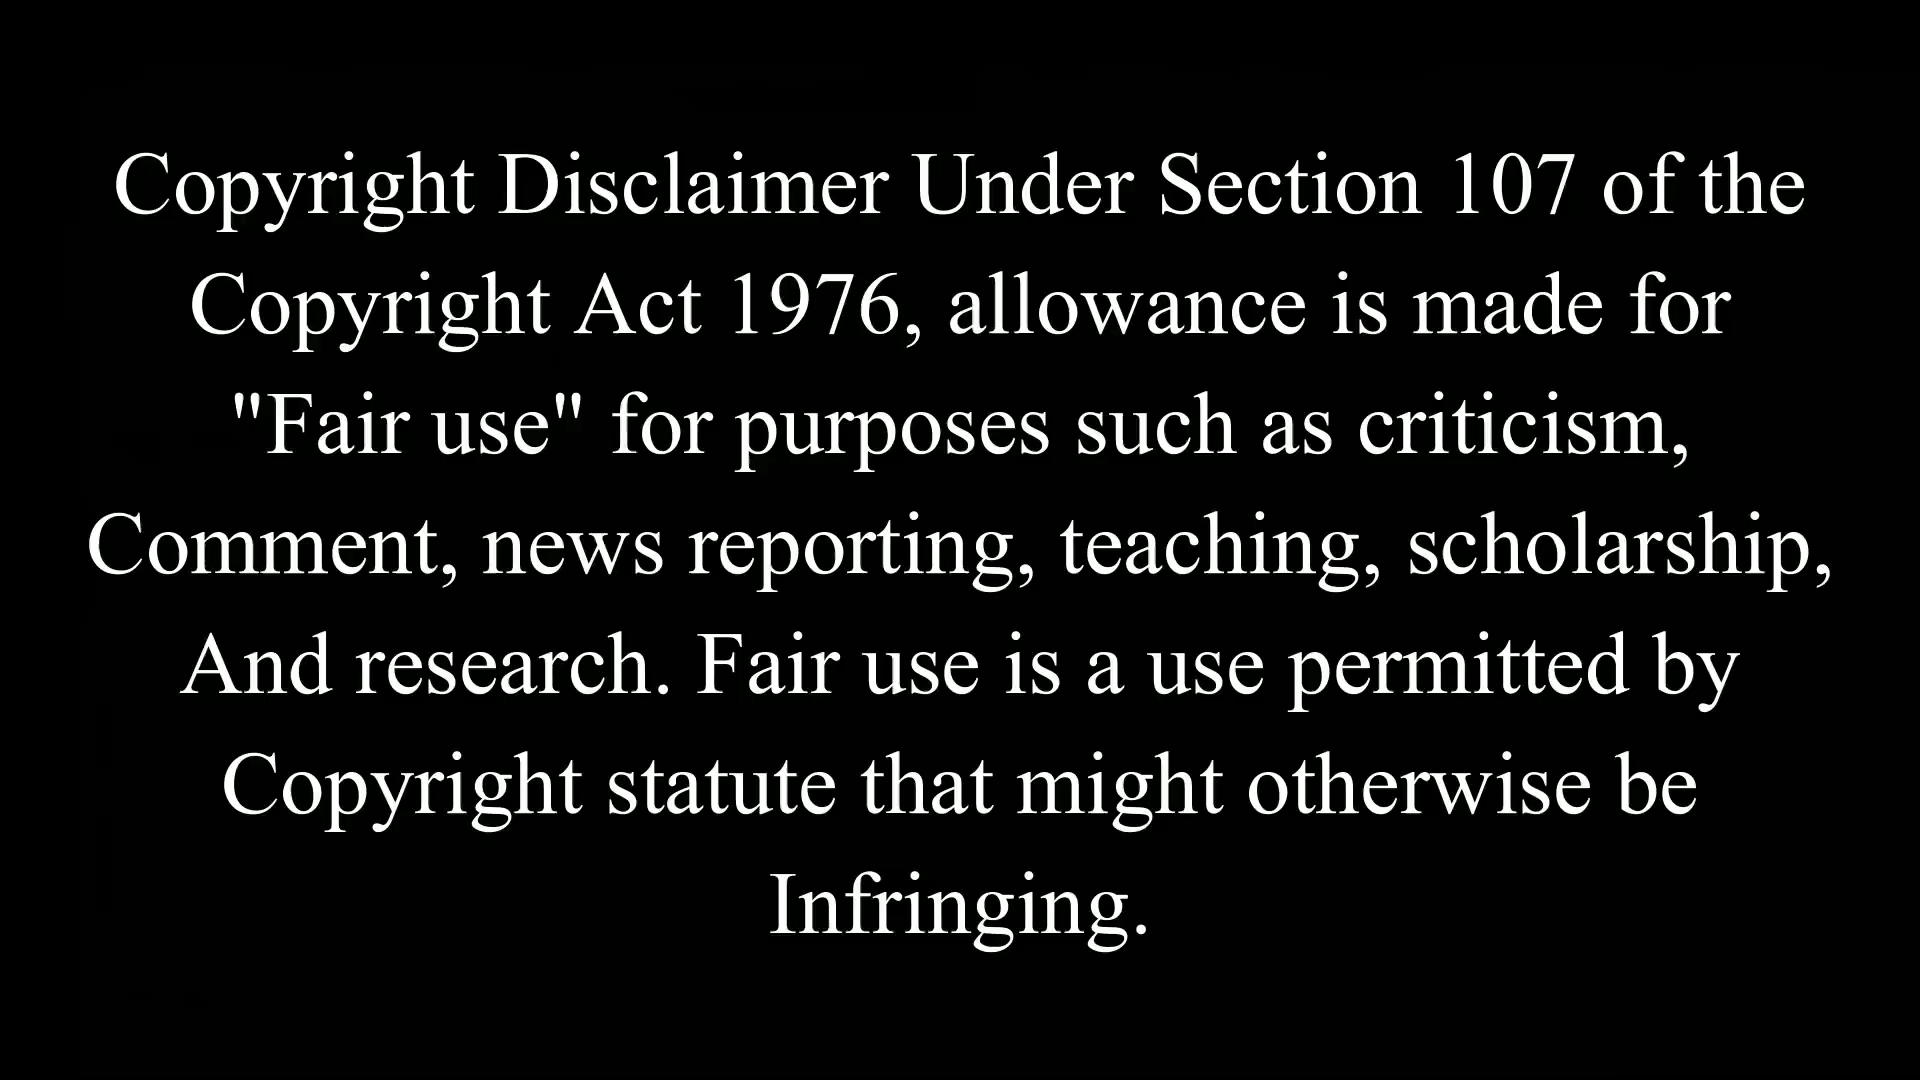 Copyright Disclaimer Under Section 107 of the
Copyright Act 1976, allowance is made for
"Fair use" for purposes such as criticism,
Comment, news reporting, teaching, scholarship,
And research. Fair use is a use permitted by
Copyright statute that might otherwise be
Infringing.